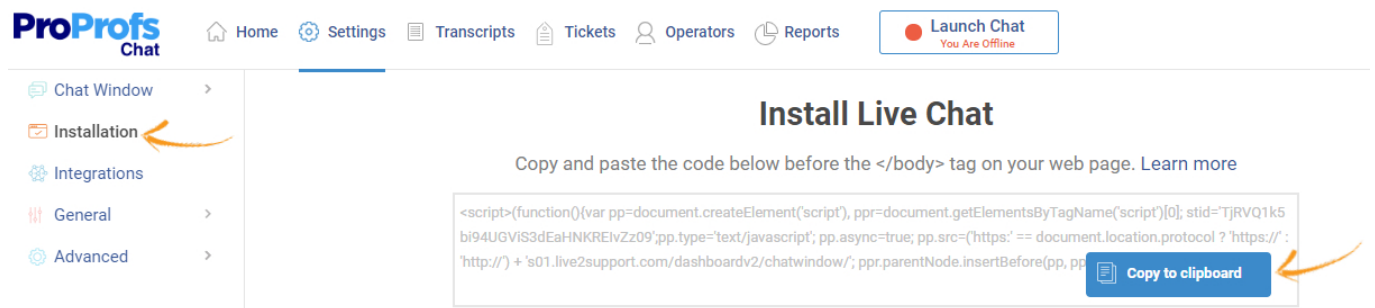 ProProfs
Chat
Home
Settings
Transcripts
Tickets
Operators
Reports
Launch Chat
You Are Offline
Chat Window
Installation
Integrations
General
Advanced
Install Live Chat
Copy and paste the code below before the </body> tag on your web page. Learn more
<script>(function(){var pp=document.createElement('script'), ppr=document.getElementsByTagName('script')[0]; stid='TjRVQ1k5
bi94UGViS3dEaHNKREIvZz09';pp.type='text/javascript'; pp.async=true; pp.src=('https:' == document.location.protocol ? 'https://' :
'http://') + 's01.live2support.com/dashboardv2/chatwindow/'; ppr.parentNode.insertBefore(pp, pp
Copy to clipboard